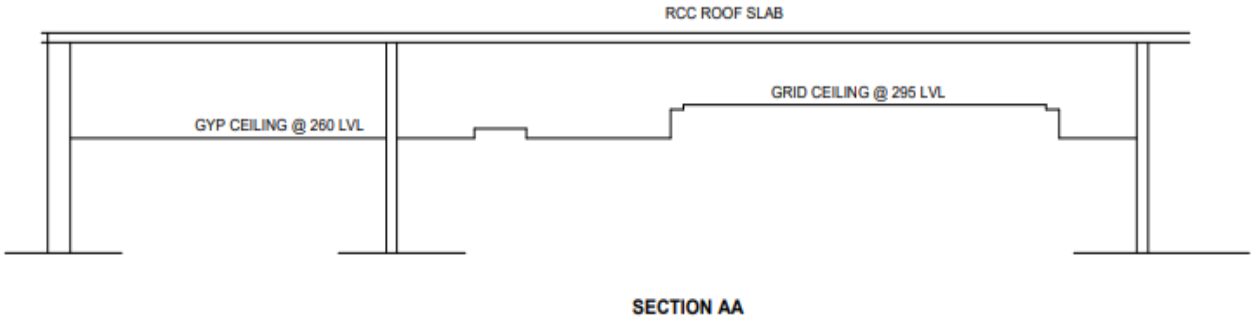 RCC ROOF SLAB
GRID CEILING @ 295 LVL
GYP CEILING @ 260 LVL
SECTION AA